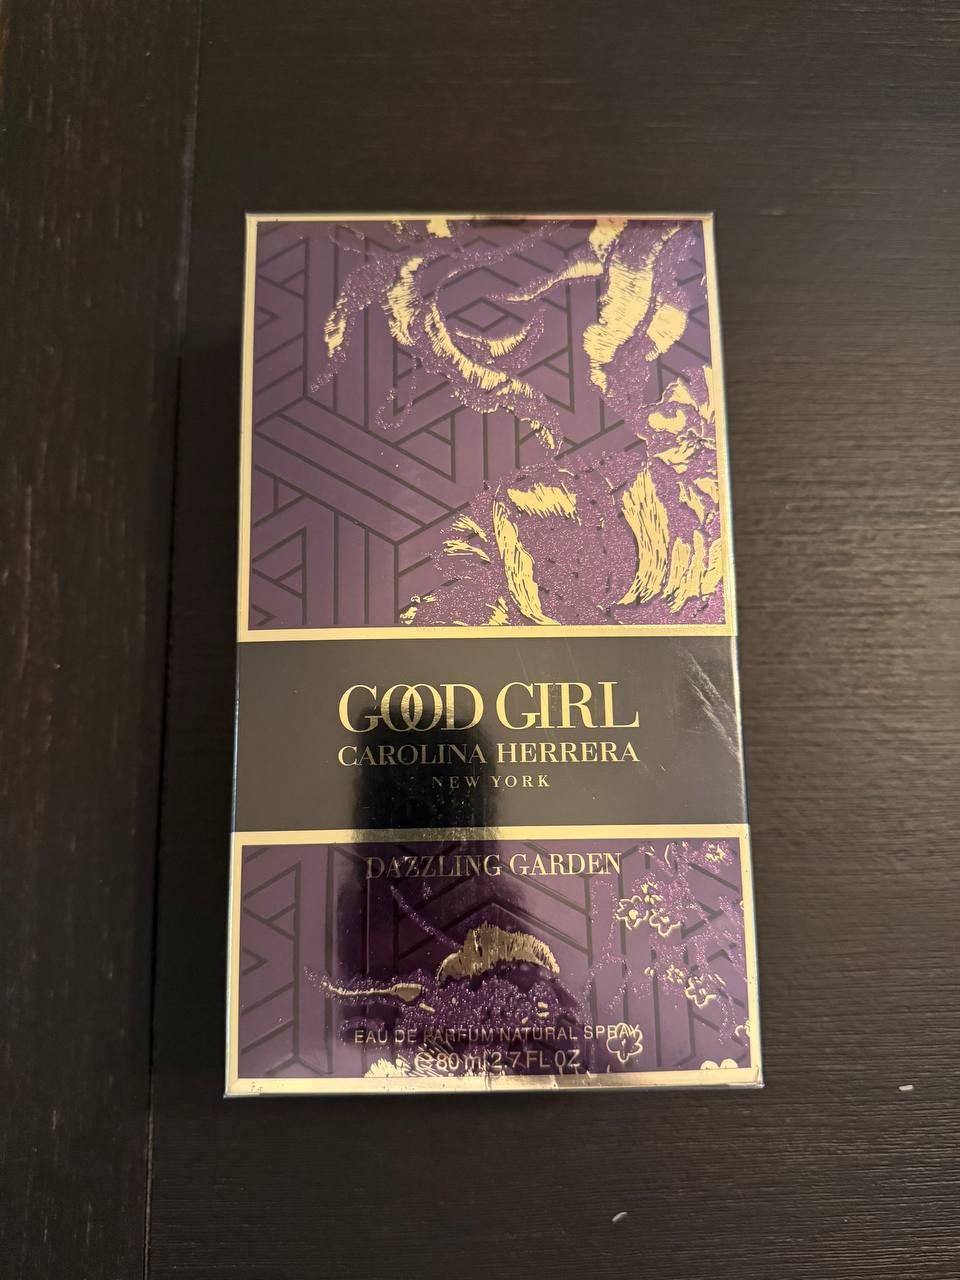 GOOD GIRL
CAROLINA HERRERA
NEW YORK
DAZZLING GARDEN
EAU DE PARFUM NATURAL SPRAY
℮ 80 ml 2.7 FL OZ